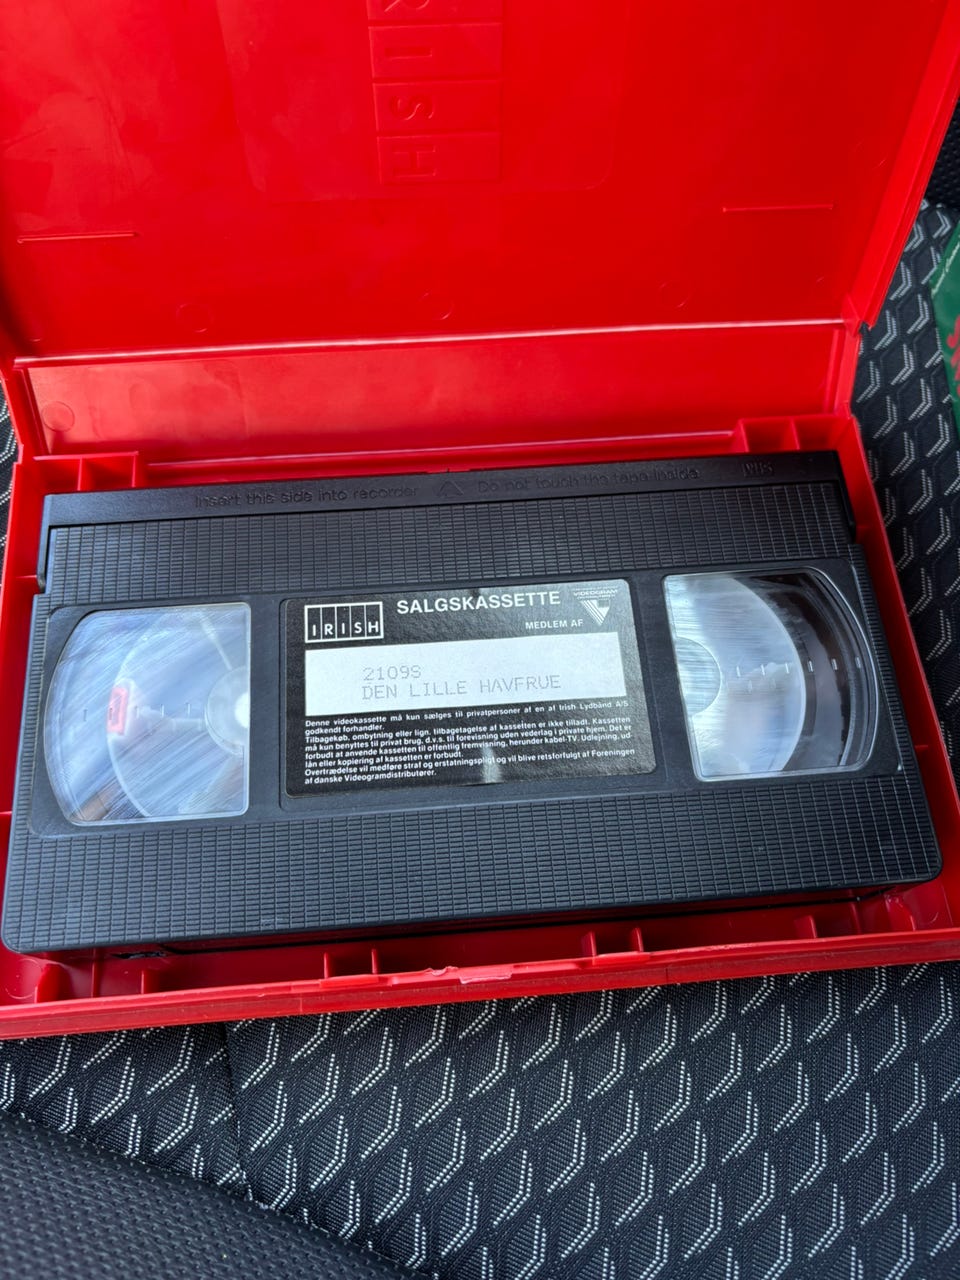 RISH
Insert this side into recorder Do not touch the tape inside VHS
IRISH
SALGSKASSETTE
VIDEOGRAM
MEDLEM AF
2109S
DEN LILLE HAVFRUE
Denne videokassette må kun sælges til privatpersoner af en af Irish Lydbånd A/S
godkendt forhandler.
Tilbagekøb, ombytning eller lign. tilbagetagelse af kassetten er ikke tilladt. Kassetten
må kun benyttes til privat brug, d.v.s. til forevisning uden vederlag i private hjem. Det er
forbudt at anvende kassetten til offentlig fremvisning, herunder kabel-TV. Udlejning, ud-
lån eller kopiering af kassetten er forbudt.
Overtrædelse vil medføre straf og erstatningspligt og vil blive retsforfulgt af Foreningen
af danske Videogramdistributører.